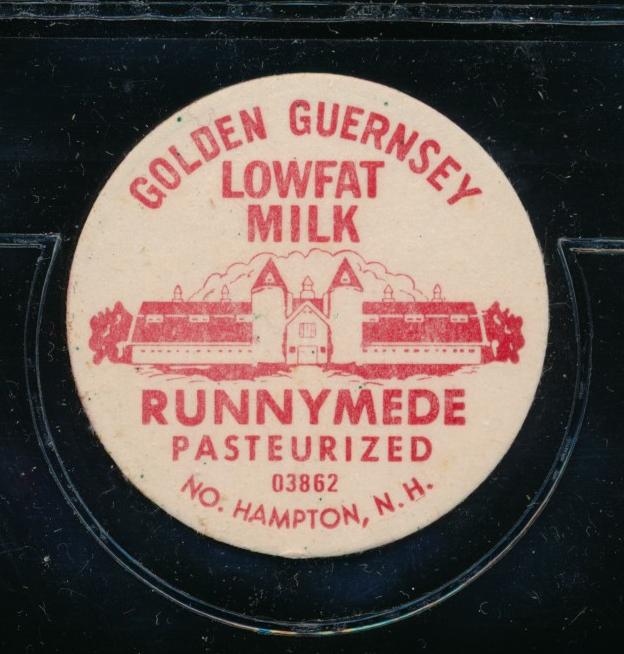 GOLDEN GUERNSEY
LOWFAT
MILK
RUNNYMEDE
PASTEURIZED
03862
NO. HAMPTON, N.H.